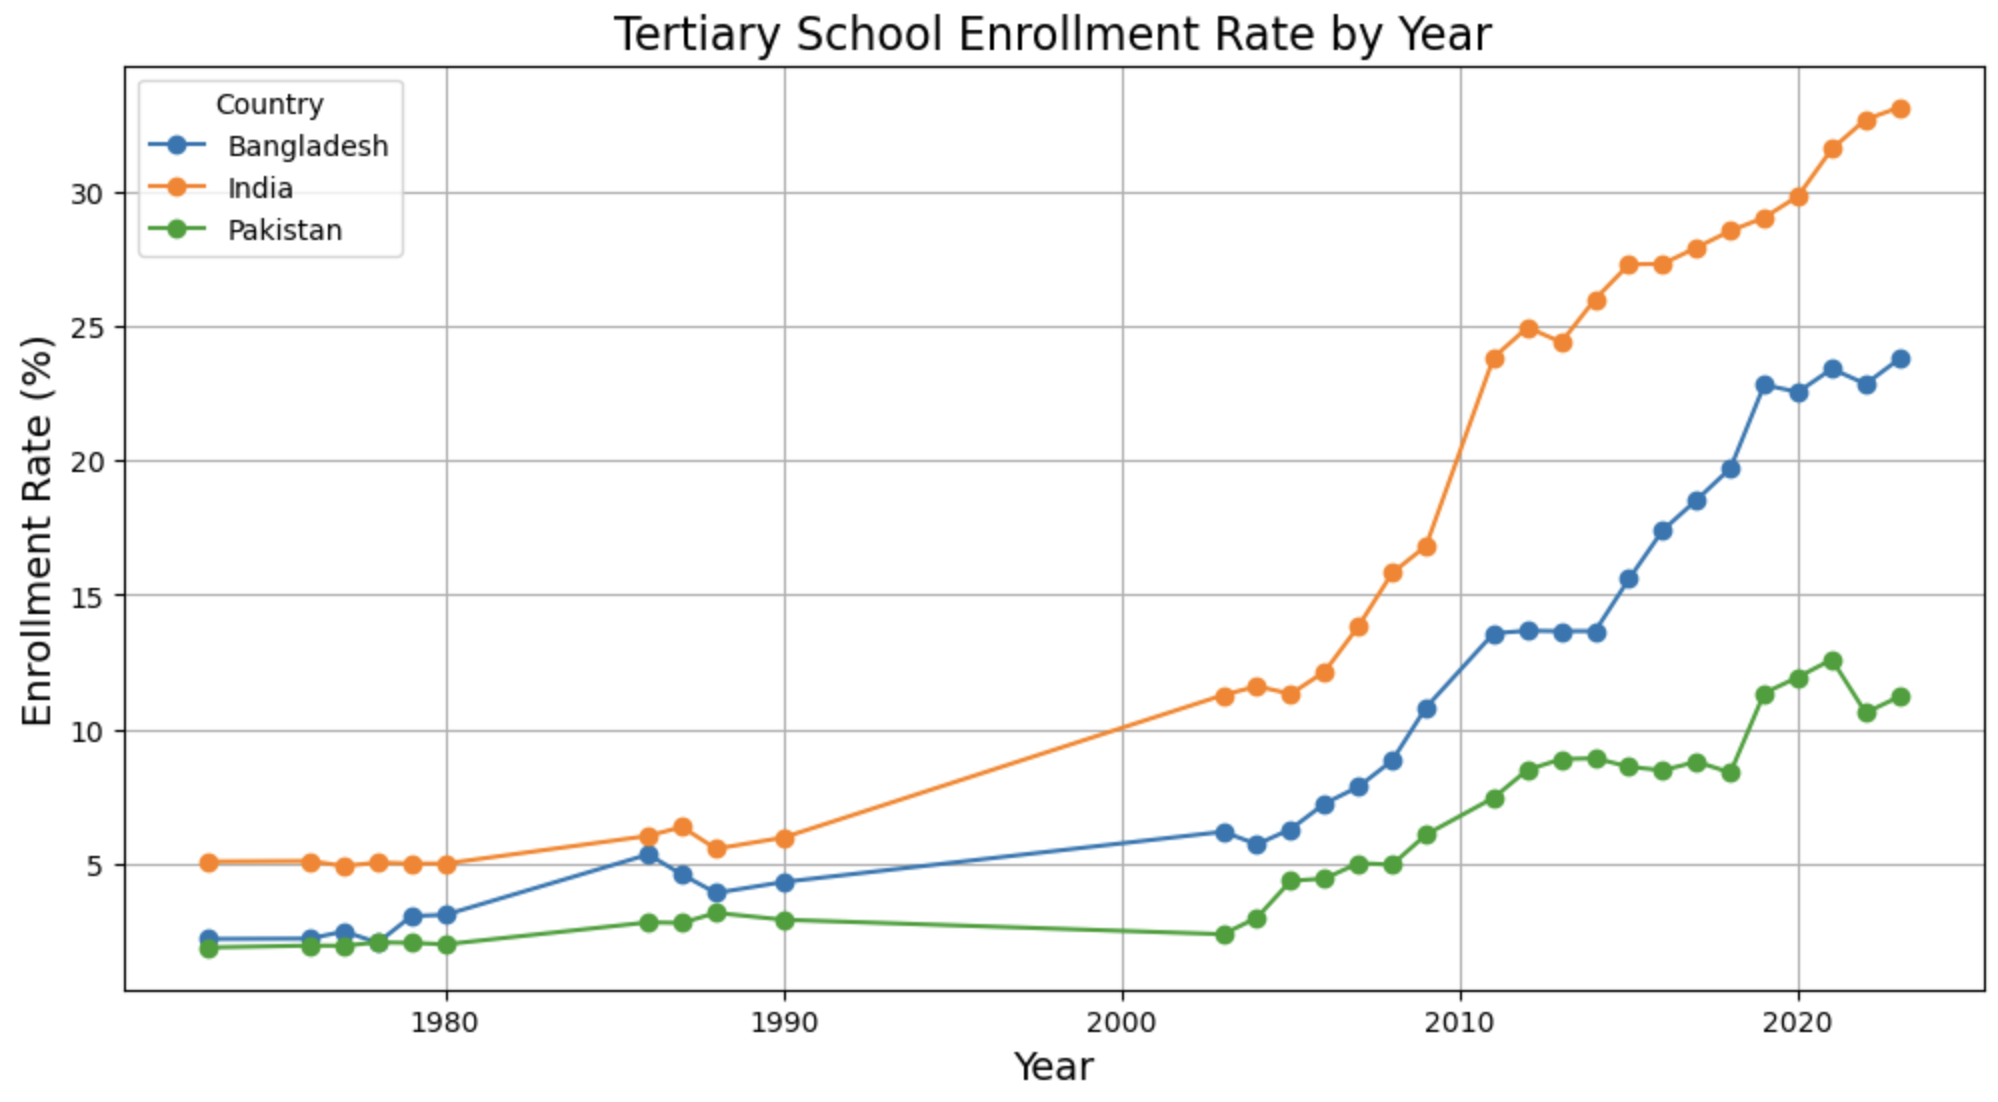 Tertiary School Enrollment Rate by Year
Country
Bangladesh
India
Pakistan
Enrollment Rate (%)
30
25
20
15
10
5
1980 1990 2000 2010 2020
Year